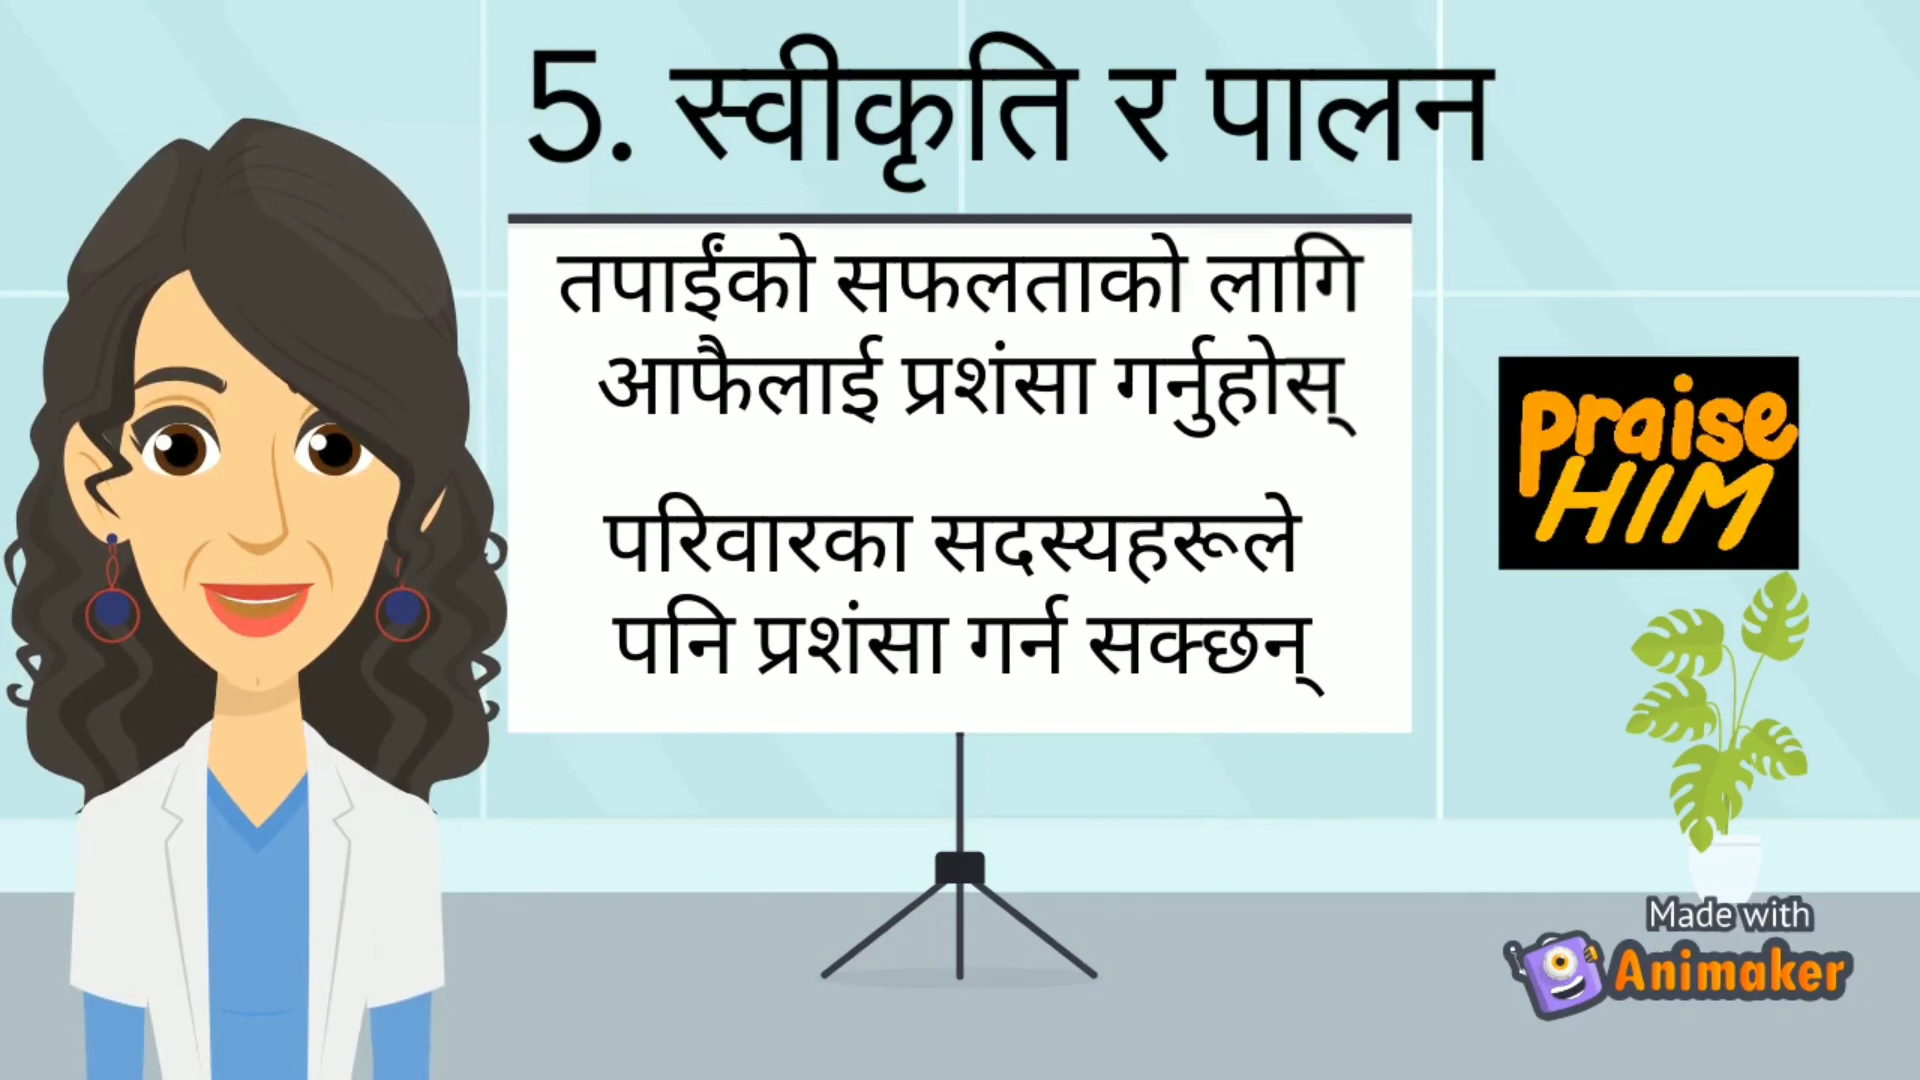 5. स्वीकृति र पालन
तपाईंको सफलताको लागि
आफैलाई प्रशंसा गर्नुहोस्
परिवारका सदस्यहरूले
पनि प्रशंसा गर्न सक्छन्
praise
HIM
Made with
Animaker